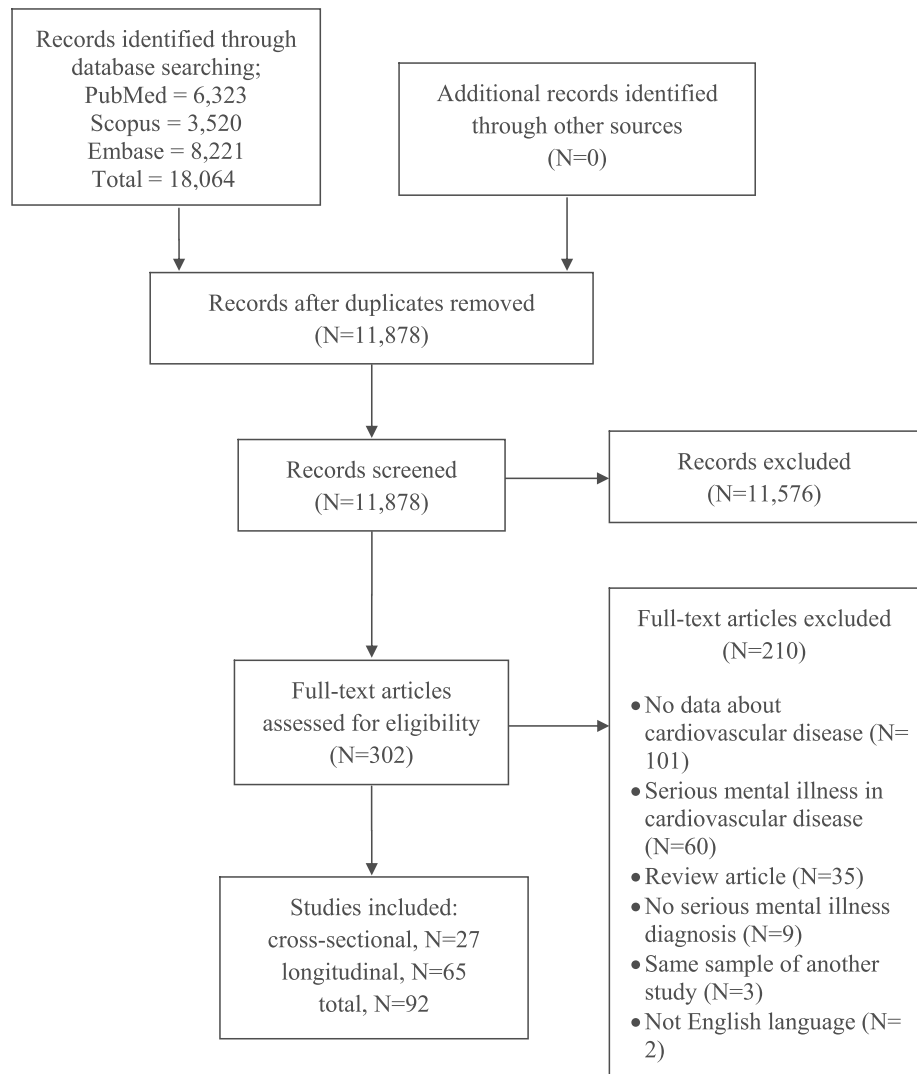 Records identified through
database searching;
PubMed = 6,323
Scopus = 3,520
Embase = 8,221
Total = 18,064
Additional records identified
through other sources
(N=0)
Records after duplicates removed
(N=11,878)
Records screened
(N=11,878)
Records excluded
(N=11,576)
Full-text articles
assessed for eligibility
(N=302)
Full-text articles excluded
(N=210)
•No data about
cardiovascular disease (N=
101)
•Serious mental illness in
cardiovascular disease
(N=60)
•Review article (N=35)
•No serious mental illness
diagnosis (N=9)
•Same sample of another
study (N=3)
•Not English language (N=
2)
Studies included:
cross-sectional, N=27
longitudinal, N=65
total, N=92